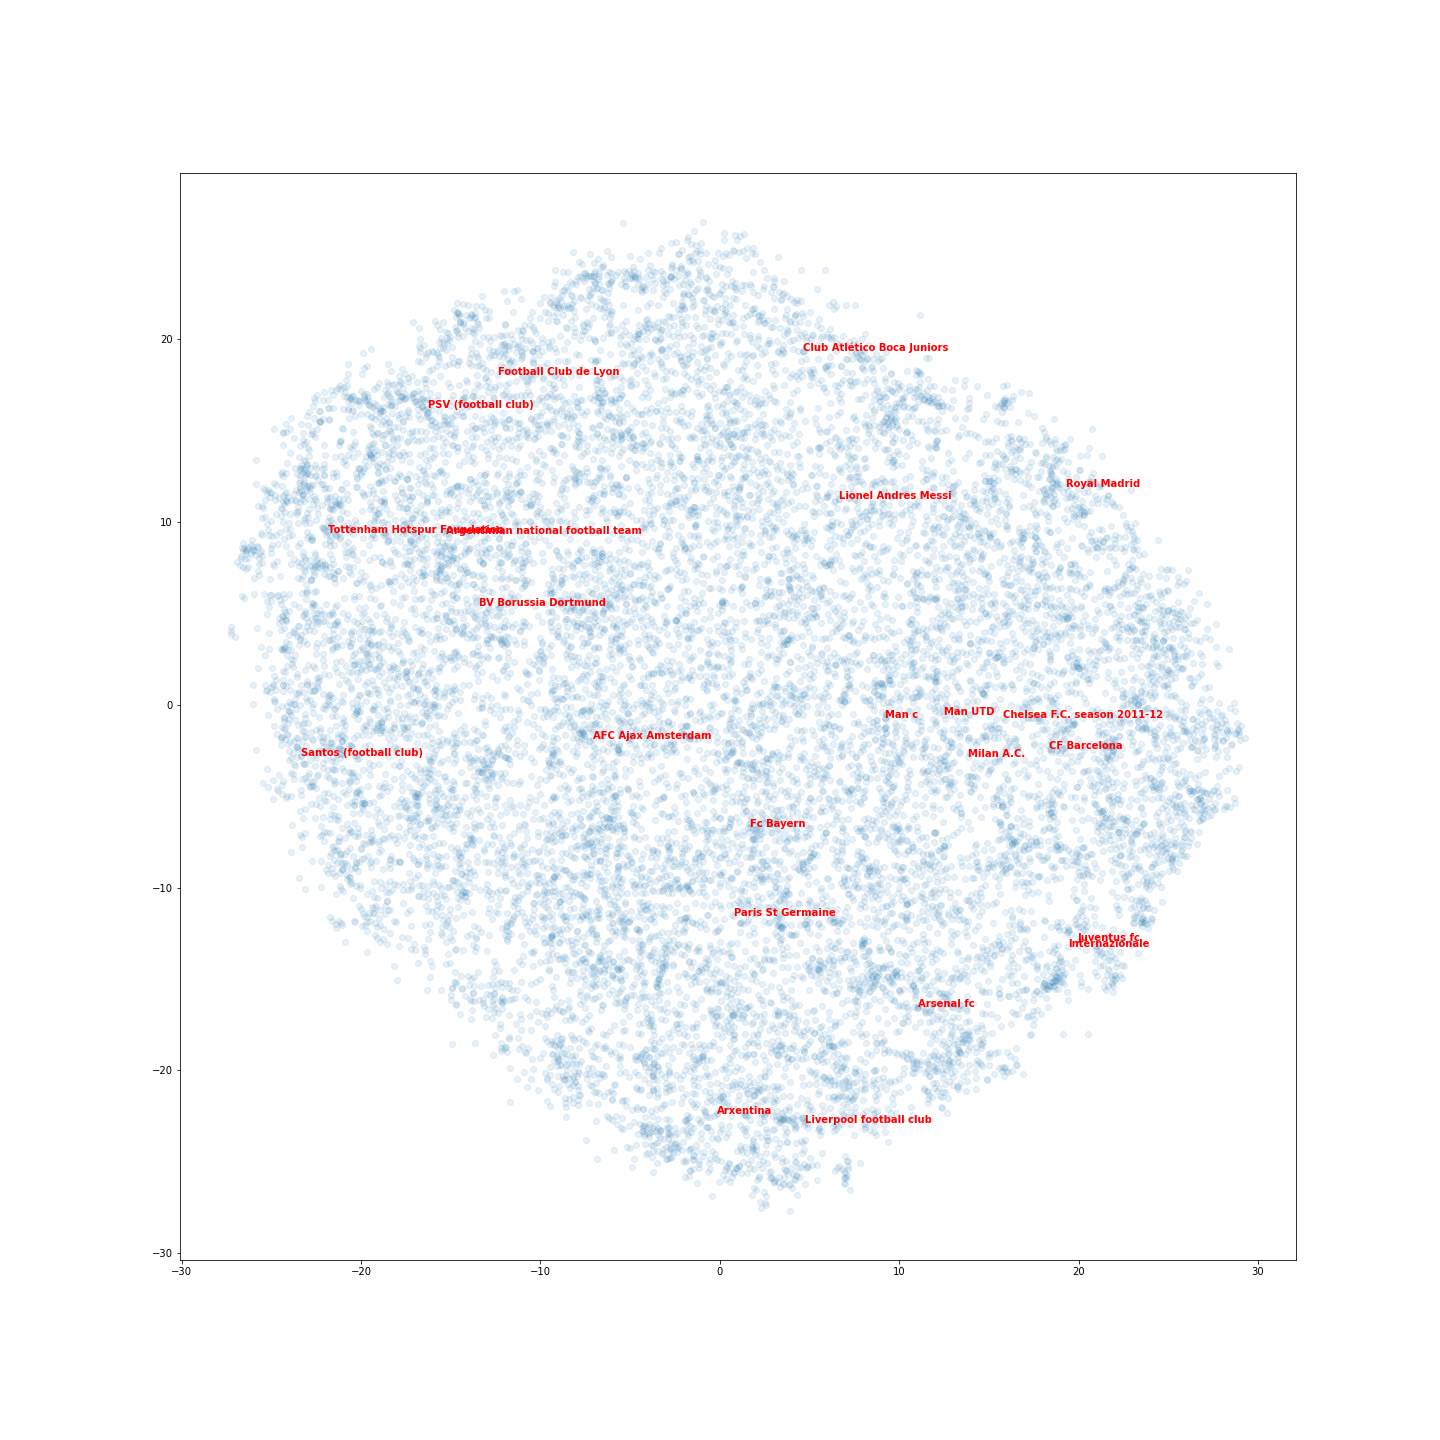 20
Club Atlético Boca Juniors
Football Club de Lyon
PSV (football club)
Royal Madrid
Lionel Andres Messi
10
Tottenham Hotspur Foundation
Argentinian national football team
BV Borussia Dortmund
0
Man UTD
Man c
Chelsea F.C. season 2011-12
AFC Ajax Amsterdam
CF Barcelona
Santos (football club)
Milan A.C.
Fc Bayern
−10
Paris St Germaine
Juventus fc
Internazionale
Arsenal fc
−20
Arxentina
Liverpool football club
−30
−30 −20 −10 0 10 20 30